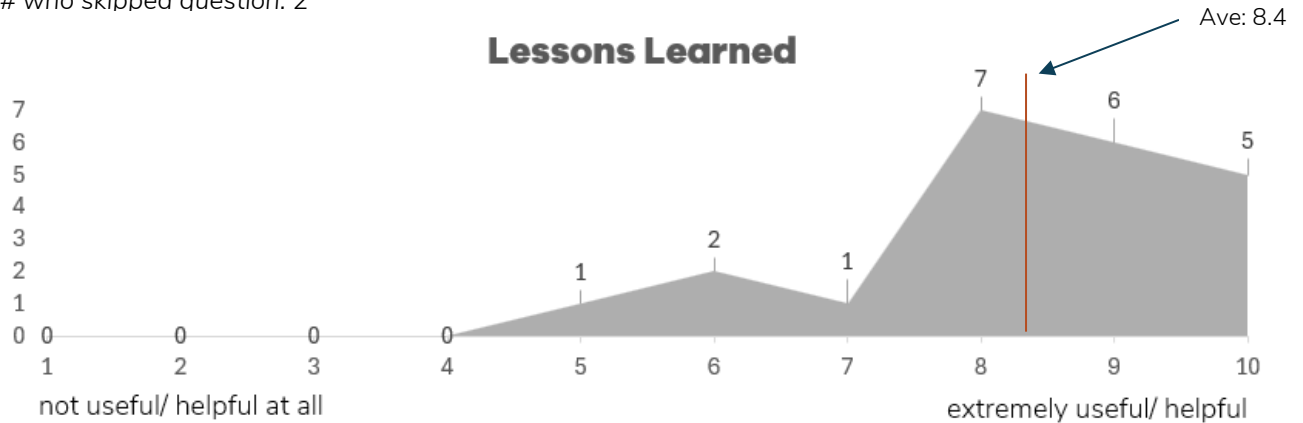 # who skipped question: 2
Ave: 8.4
Lessons Learned
7
6
5
4
3
2
1
0
0 0 0 0 1 2 1 7 6 5
1 2 3 4 5 6 7 8 9 10
not useful/ helpful at all
extremely useful/ helpful